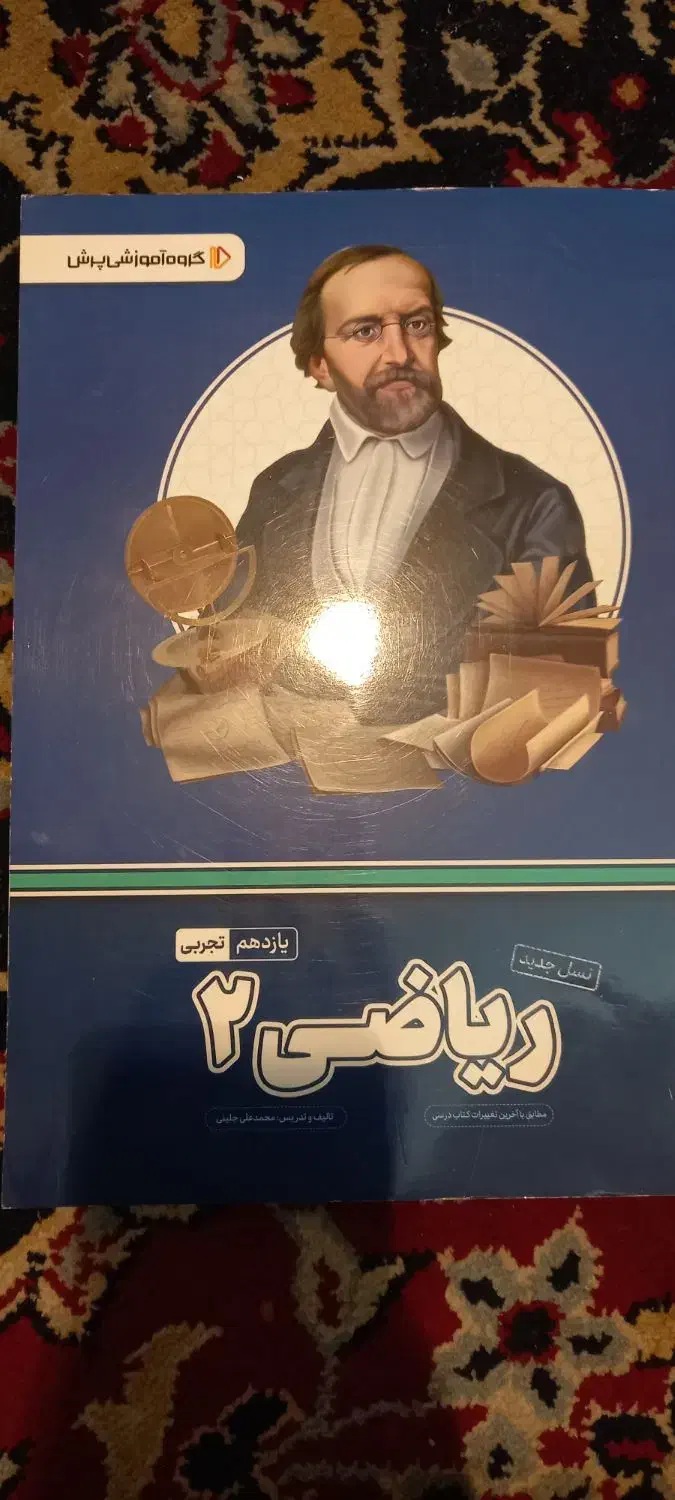 گروه آموزشی پرش
یازدهم تجربی
نسل جدید
ریاضی ۲
مطابق با آخرین تغییرات کتاب درسی
تالیف و تدریس: محمدعلی جلینی